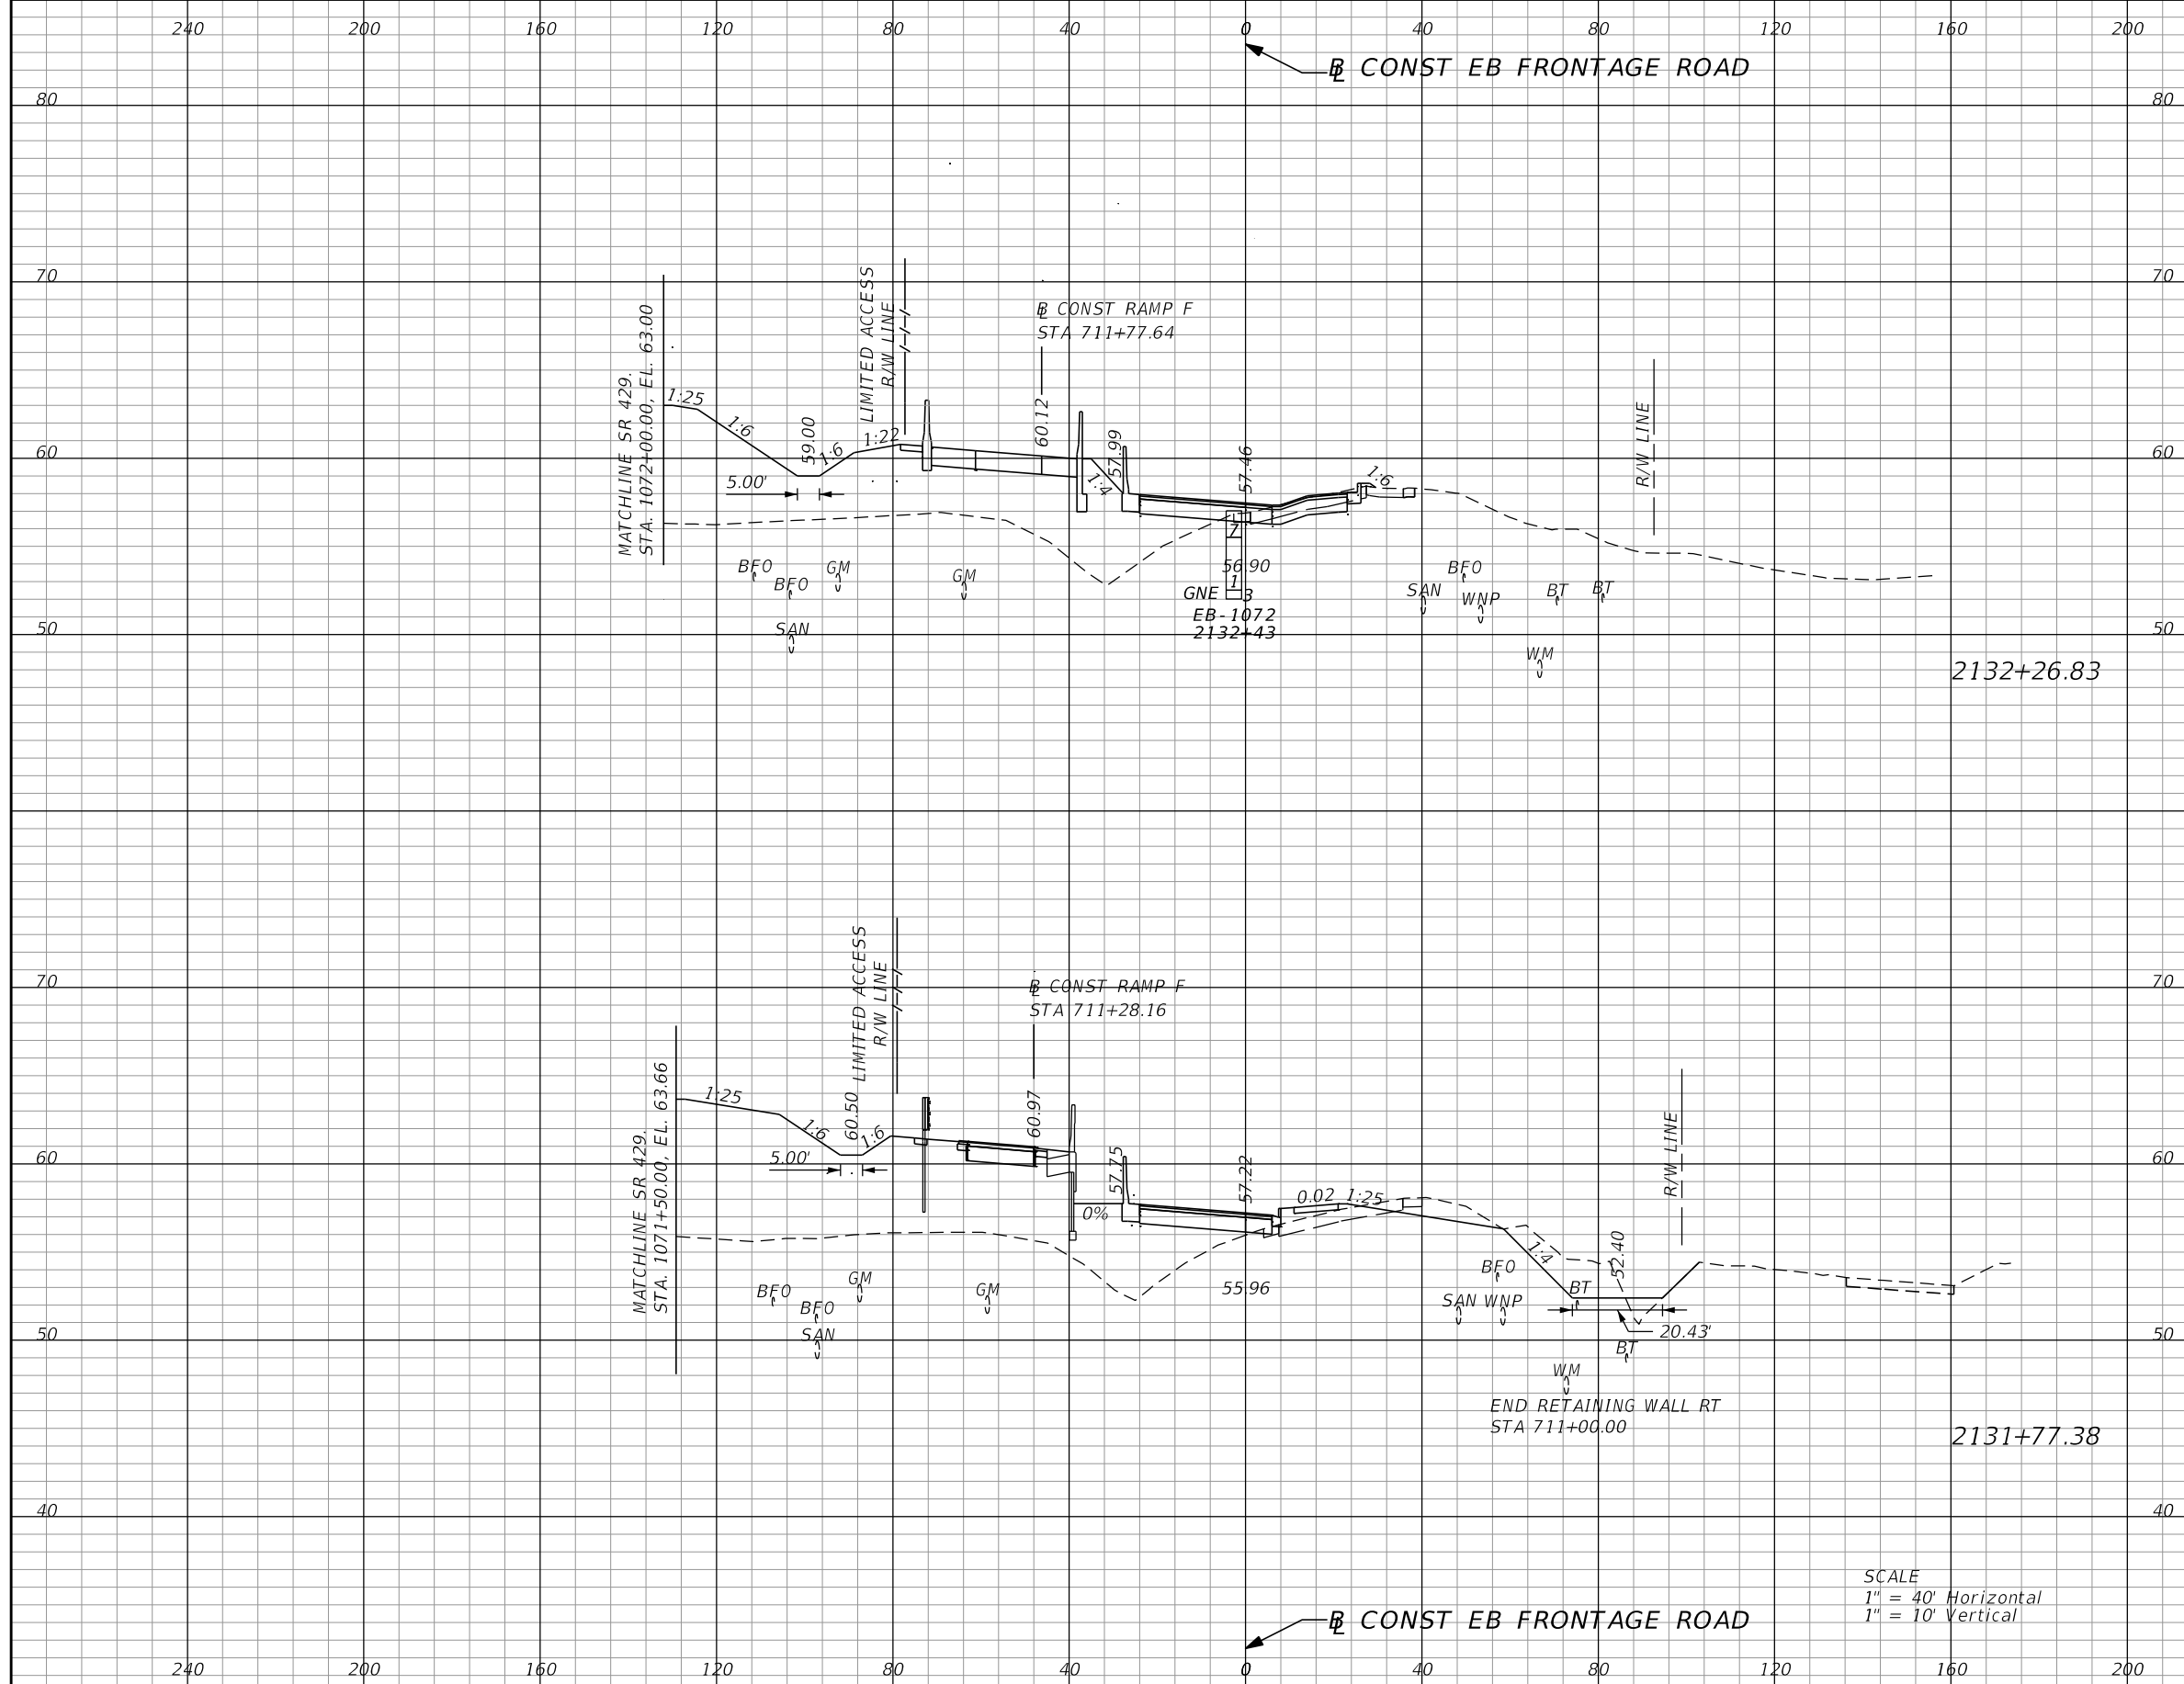 240 200 160 120 80 40 0 40 80 120 160 200
BL CONST EB FRONTAGE ROAD
80 80
70 70
MATCHLINE SR 429.
STA. 1072+00.00, EL. 63.00
LIMITED ACCESS
R/W LINE
BL CONST RAMP F
STA 711+77.64
R/W LINE
1:25
1:6
59.00
1:6
1:22
60.12
57.99
1:4
57.46
1:6
60 60
5.00'
7
56.90
1
GNE 3
EB-1072
2132+43
BFO
BFO
GM
GM
SAN
BFO
SAN
WNP
BT
BT
WM
50 50
2132+26.83
LIMITED ACCESS
R/W LINE
70 70
BL CONST RAMP F
STA 711+28.16
MATCHLINE SR 429.
STA. 1071+50.00, EL. 63.66
1:25
1:6
60.50
1:6
60.97
57.75
57.22
R/W LINE
60 60
5.00'
0%
0.02 1:25
1:4
52.40
55.96
BFO
BFO
GM
GM
SAN
BFO
SAN WNP
BT
20.43'
BT
WM
50 50
END RETAINING WALL RT
STA 711+00.00
2131+77.38
40 40
SCALE
1" = 40' Horizontal
1" = 10' Vertical
BL CONST EB FRONTAGE ROAD
240 200 160 120 80 40 0 40 80 120 160 200